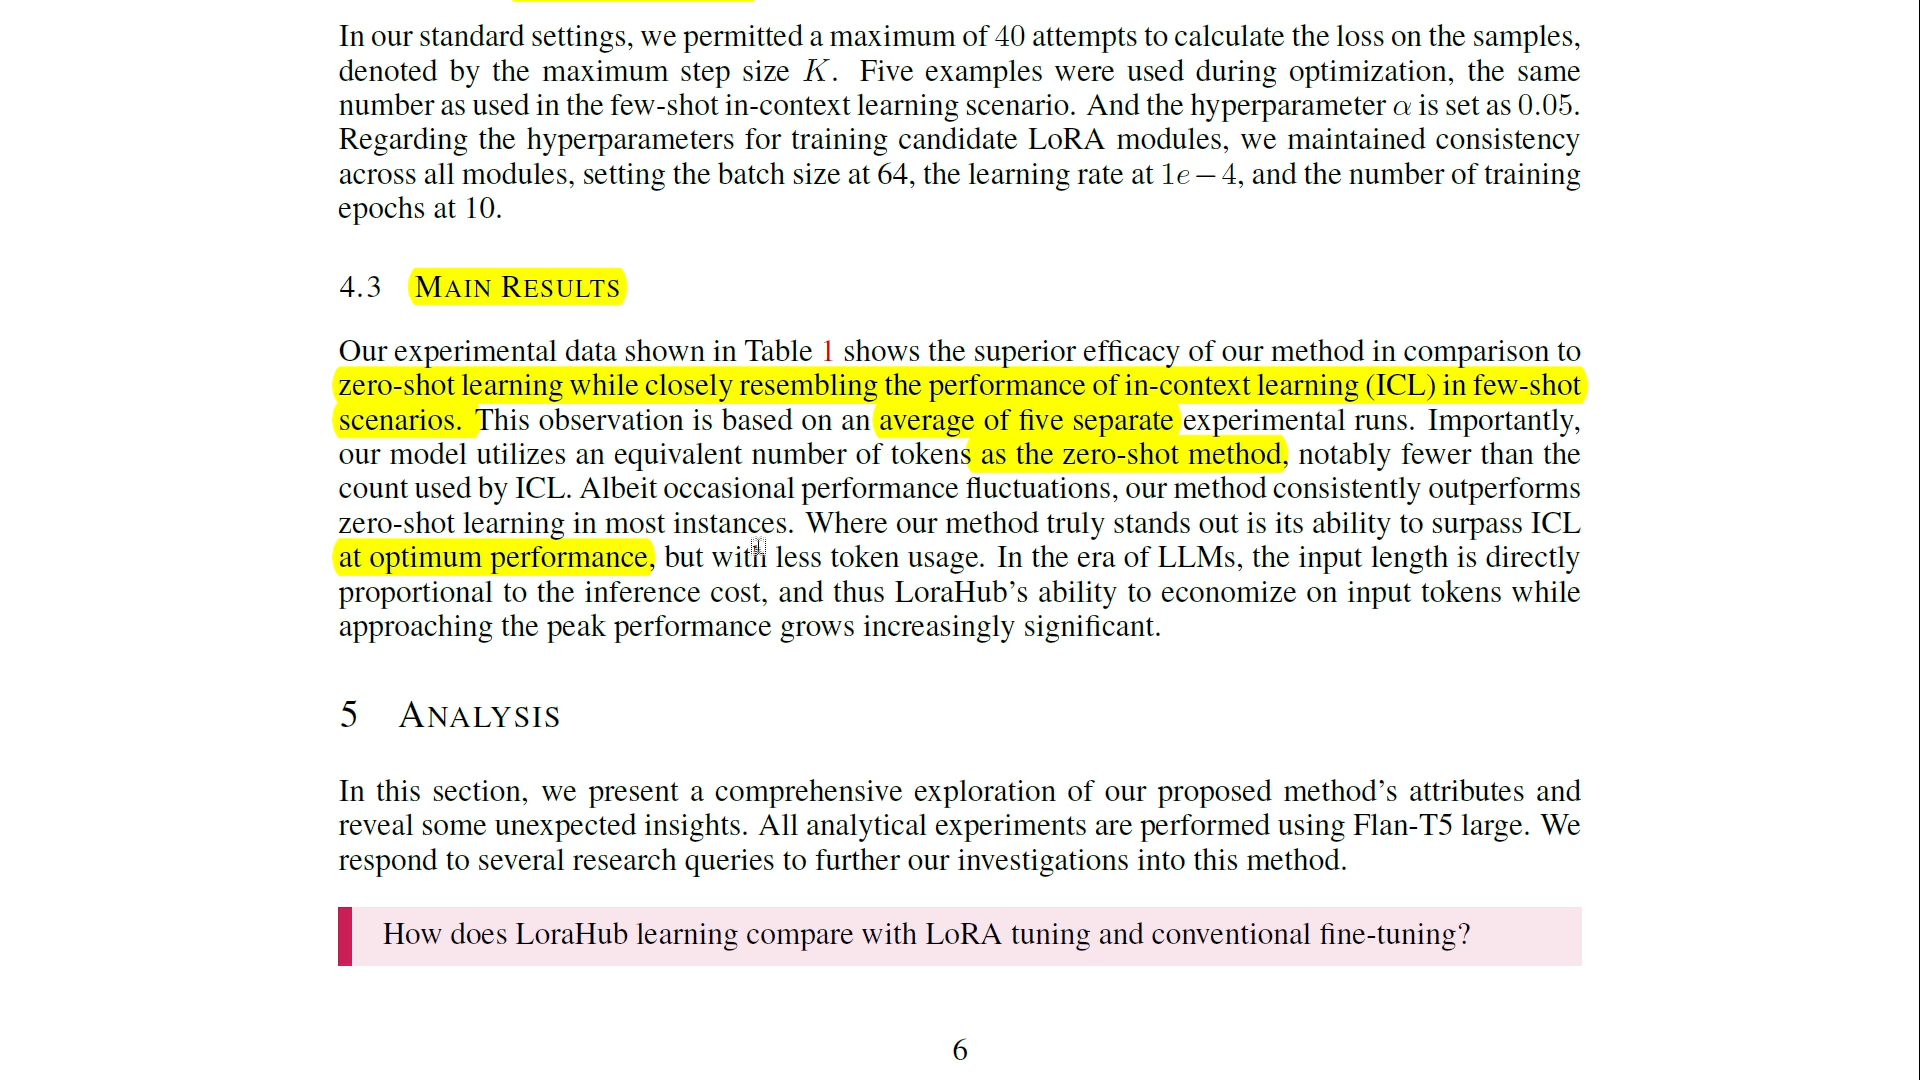 In our standard settings, we permitted a maximum of 40 attempts to calculate the loss on the samples,
denoted by the maximum step size K. Five examples were used during optimization, the same
number as used in the few-shot in-context learning scenario. And the hyperparameter α is set as 0.05.
Regarding the hyperparameters for training candidate LoRA modules, we maintained consistency
across all modules, setting the batch size at 64, the learning rate at 1e − 4, and the number of training
epochs at 10.
4.3 MAIN RESULTS
Our experimental data shown in Table 1 shows the superior efficacy of our method in comparison to
zero-shot learning while closely resembling the performance of in-context learning (ICL) in few-shot
scenarios. This observation is based on an average of five separate experimental runs. Importantly,
our model utilizes an equivalent number of tokens as the zero-shot method, notably fewer than the
count used by ICL. Albeit occasional performance fluctuations, our method consistently outperforms
zero-shot learning in most instances. Where our method truly stands out is its ability to surpass ICL
at optimum performance, but with less token usage. In the era of LLMs, the input length is directly
proportional to the inference cost, and thus LoraHub’s ability to economize on input tokens while
approaching the peak performance grows increasingly significant.
5 ANALYSIS
In this section, we present a comprehensive exploration of our proposed method’s attributes and
reveal some unexpected insights. All analytical experiments are performed using Flan-T5 large. We
respond to several research queries to further our investigations into this method.
How does LoraHub learning compare with LoRA tuning and conventional fine-tuning?
6